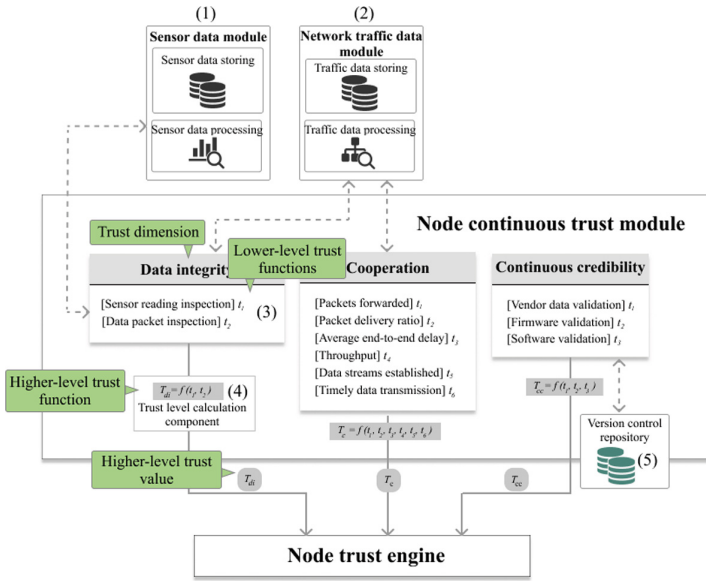 (1)
Sensor data module
Sensor data storing
Sensor data processing
(2)
Network traffic data
module
Traffic data storing
Traffic data processing
Node continuous trust module
Trust dimension
Lower-level trust
functions
Data integrity
[Sensor reading inspection] t1
(3)
[Data packet inspection] t2
Cooperation
[Packets forwarded] t1
[Packet delivery ratio] t2
[Average end-to-end delay] t3
[Throughput] t4
[Data streams established] t5
[Timely data transmission] t6
Continuous credibility
[Vendor data validation] t1
[Firmware validation] t2
[Software validation] t3
Higher-level trust
function
Tdi = f (t1, t2 )
(4)
Trust level calculation
component
Tc = f (t1, t2, t3, t4, t5, t6 )
Tcc = f (t1, t2, t3 )
Version control
repository
(5)
Higher-level trust
value
Tdi
Tc
Tcc
Node trust engine